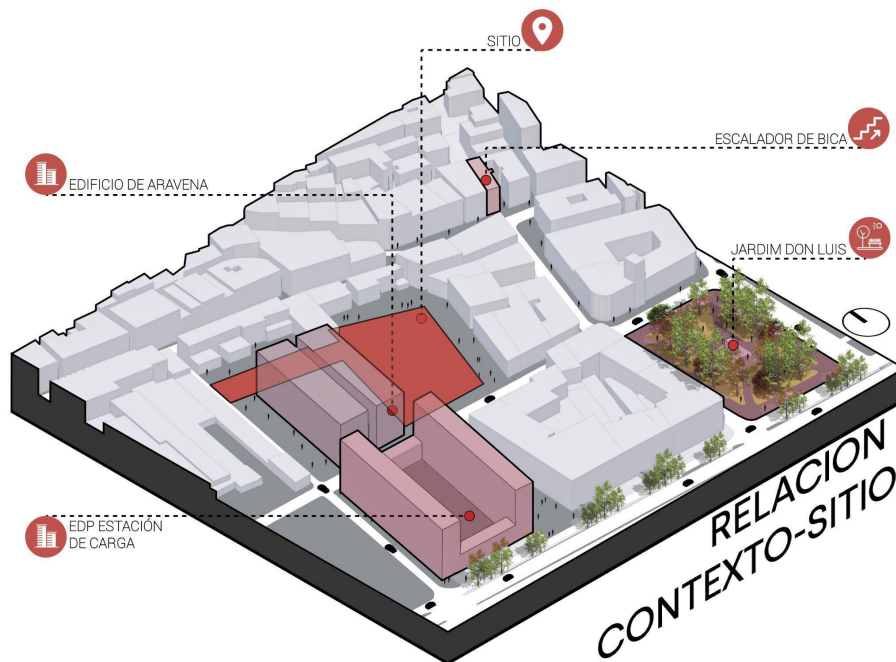 SITIO
ESCALADOR DE BICA
EDIFICIO DE ARAVENA
JARDIM DON LUIS
EDP ESTACIÓN
DE CARGA
RELACION
CONTEXTO-SITIO